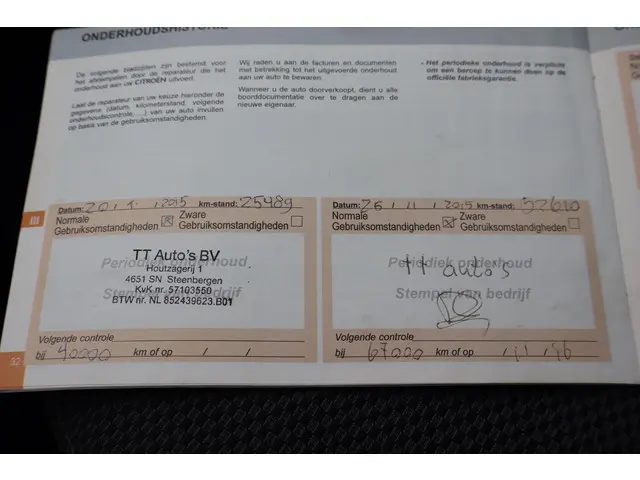 ONDERHOUDSHISTORIE
De volgende kaderlijsten zijn bestemd voor
het afstempelen, door de reparateur die het
onderhoud aan uw CITROËN uitvoert.
Laat de reparateur van uw keuze hieronder de
gegevens (datum, kilometerstand, volgende
onderhoudscontrole, ...) van uw auto invullen
op basis van de gebruiksomstandigheden.
Wij raden u aan de facturen en documenten
met betrekking tot het uitgevoerde onderhoud
aan uw auto te bewaren.
Wanneer u de auto doorverkoopt, dient u alle
boorddocumentatie over te dragen aan de
nieuwe eigenaar.
- Het periodieke onderhoud is verplicht
om een beroep te kunnen doen op de
officiële fabrieksgarantie.
Datum: 20 / 1 / 2015 km-stand: 25489
Normale
Gebruiksomstandigheden
Zware
Gebruiksomstandigheden
TT Auto's BV
Periodiek onderhoud
Houtzagerij 1
4651 SN Steenbergen
KvK nr. 57103550
Stempel van bedrijf
BTW nr. NL 852439623.B01
Volgende controle
bij 40000 km of op / /
Datum: 25 / 11 / 2015 km-stand:
Normale
Gebruiksomstandigheden
Zware
Gebruiksomstandigheden
Periodiek onderhoud
tt auto's
Stempel van bedrijf
Volgende controle
bij 67000 km of op
32